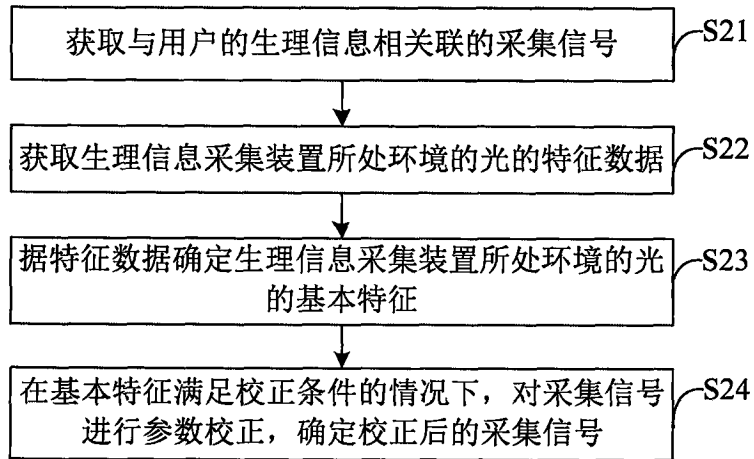 获取与用户的生理信息相关联的采集信号
S21
获取生理信息采集装置所处环境的光的特征数据
S22
据特征数据确定生理信息采集装置所处环境的光
的基本特征
S23
在基本特征满足校正条件的情况下，对采集信号
进行参数校正，确定校正后的采集信号
S24